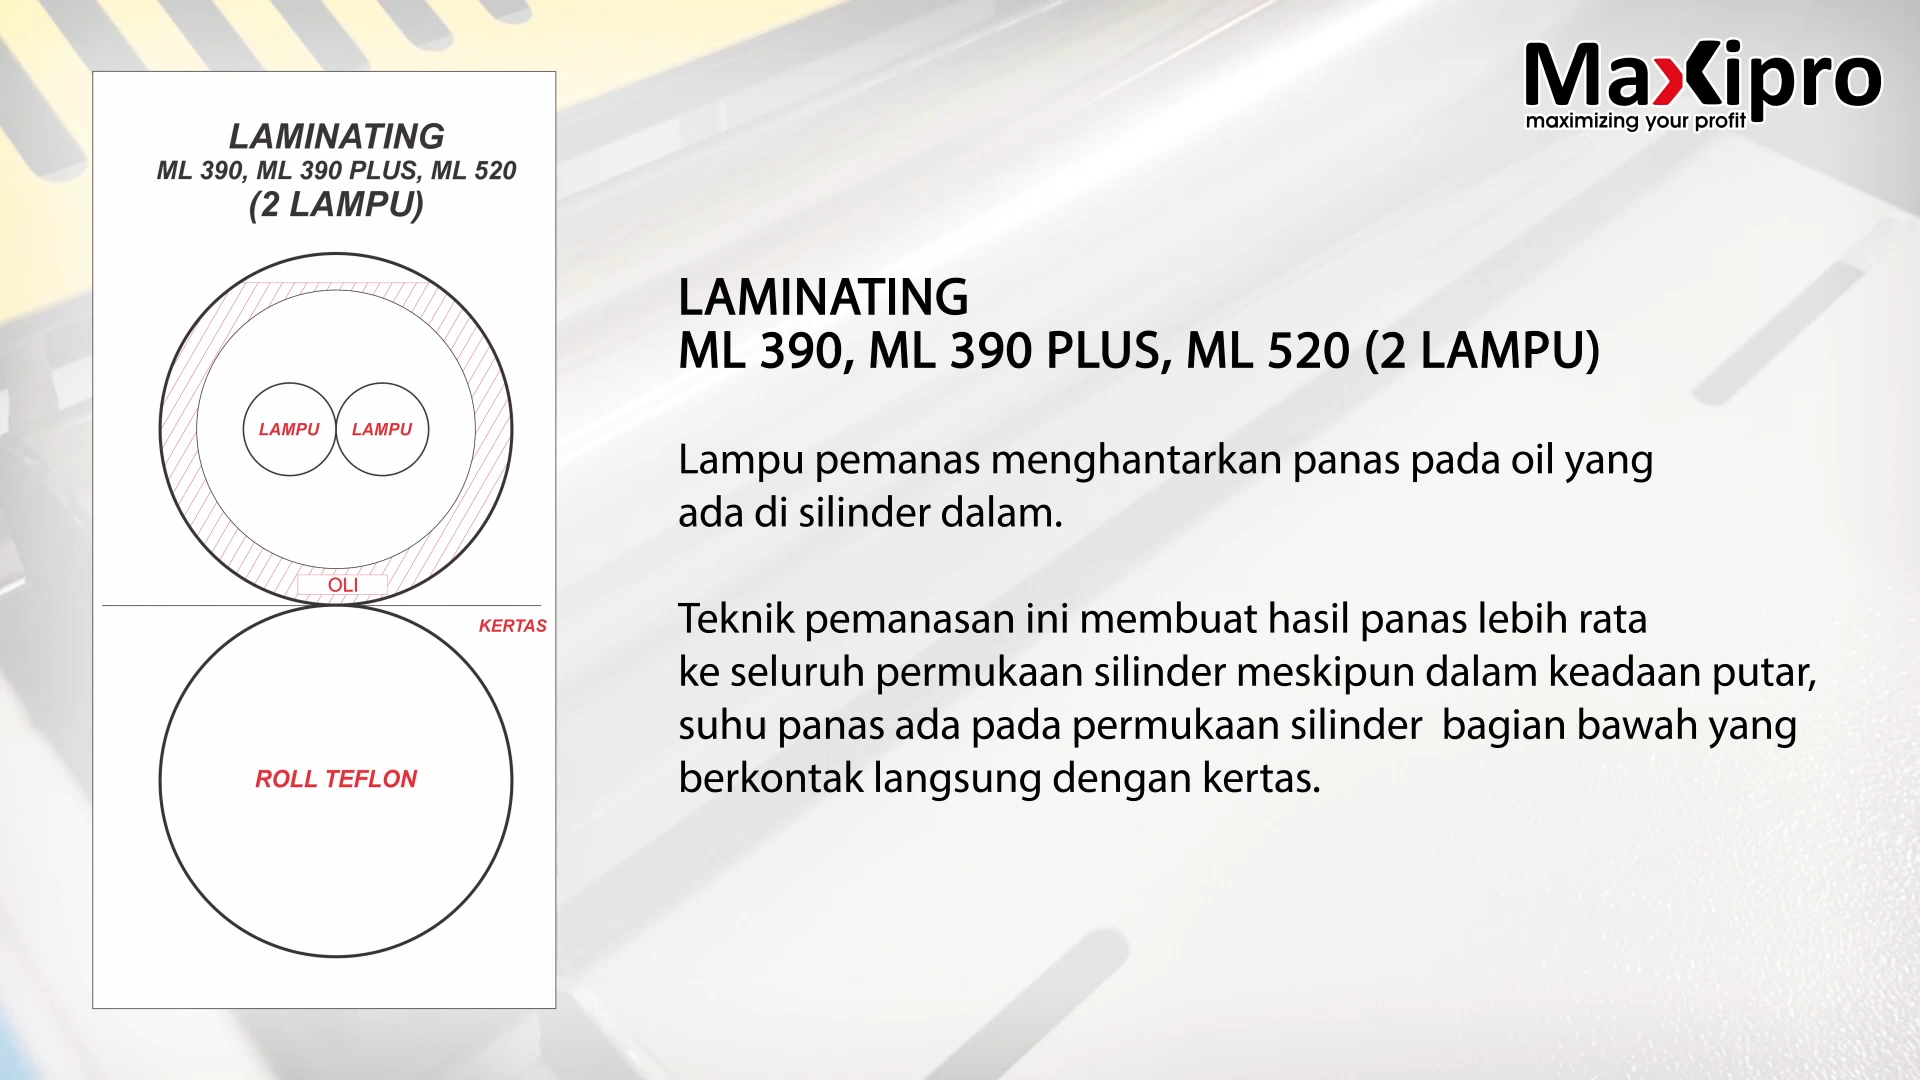 Maxipro
maximizing your profit
LAMINATING
ML 390, ML 390 PLUS, ML 520
(2 LAMPU)
LAMPU LAMPU
OLI
KERTAS
ROLL TEFLON
LAMINATING
ML 390, ML 390 PLUS, ML 520 (2 LAMPU)
Lampu pemanas menghantarkan panas pada oil yang
ada di silinder dalam.
Teknik pemanasan ini membuat hasil panas lebih rata
ke seluruh permukaan silinder meskipun dalam keadaan putar,
suhu panas ada pada permukaan silinder  bagian bawah yang
berkontak langsung dengan kertas.